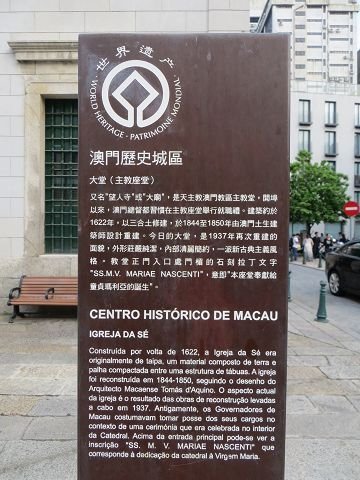 世界遗产
· WORLD HERITAGE · PATRIMOINE MONDIAL ·
澳門歷史城區
大堂（主教座堂）
又名"望人寺"或"大廟"，是天主教澳門教區主教堂，開埠
以來，澳門總督都習慣在主教座堂舉行就職禮。建築約於
1622年，以三合土修建，於1844至1850年由澳門土生建
築師設計重建。今日的大堂，是1937年再次重建的
面貌，外形莊嚴純潔，內部清麗簡約，一派新古典主義風
格。教堂正門入口處門楣的石刻拉丁文字
"SS.M.V. MARIAE NASCENTI"，意即"本座堂奉獻給
童貞瑪利亞的誕生"。
CENTRO HISTÓRICO DE MACAU
IGREJA DA SÉ
Construída por volta de 1622, a Igreja da Sé era
originalmente de taipa, um material composto de terra e
palha compactada entre uma estrutura de tábuas. A igreja
foi reconstruída em 1844-1850, seguindo o desenho do
Arquitecto Macaense Tomás d'Aquino. O aspecto actual
da igreja é o resultado das obras de reconstrução levadas
a cabo em 1937. Antigamente, os Governadores de
Macau costumavam tomar posse dos seus cargos no
contexto de uma cerimónia que era celebrada no interior
da Catedral. Acima da entrada principal pode-se ver a
inscrição "SS. M. V. MARIAE NASCENTI" que
corresponde à dedicação da catedral à Virgem Maria.